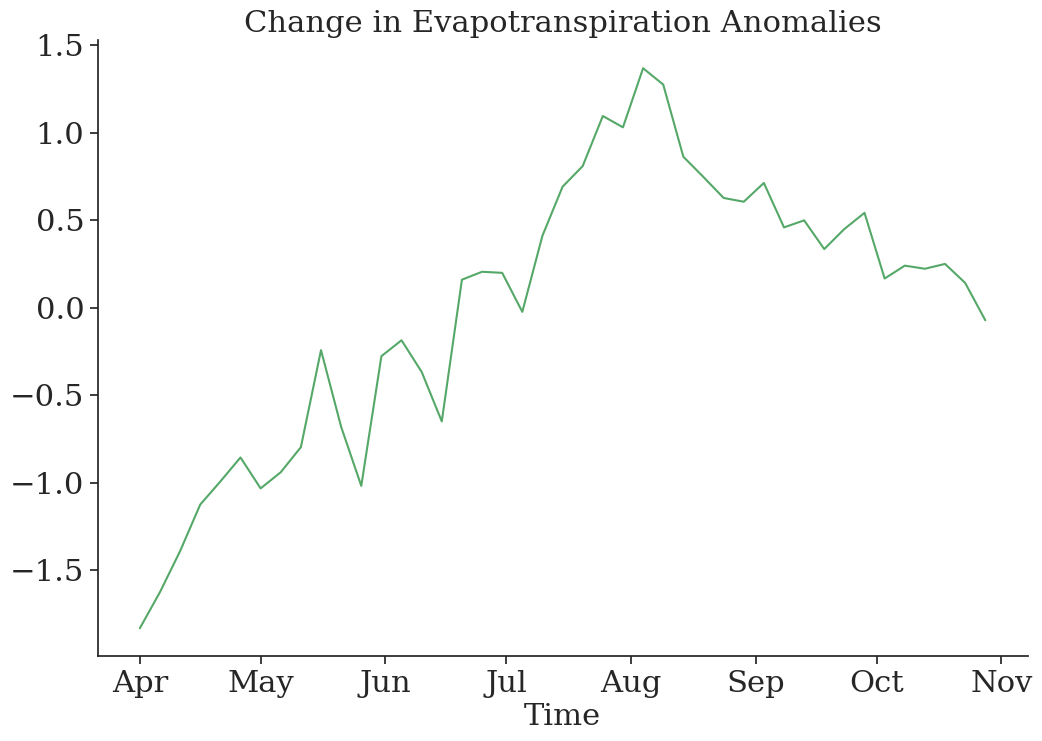 Change in Evapotranspiration Anomalies
1.5
1.0
0.5
0.0
−0.5
−1.0
−1.5
Apr May Jun Jul Aug Sep Oct Nov
Time